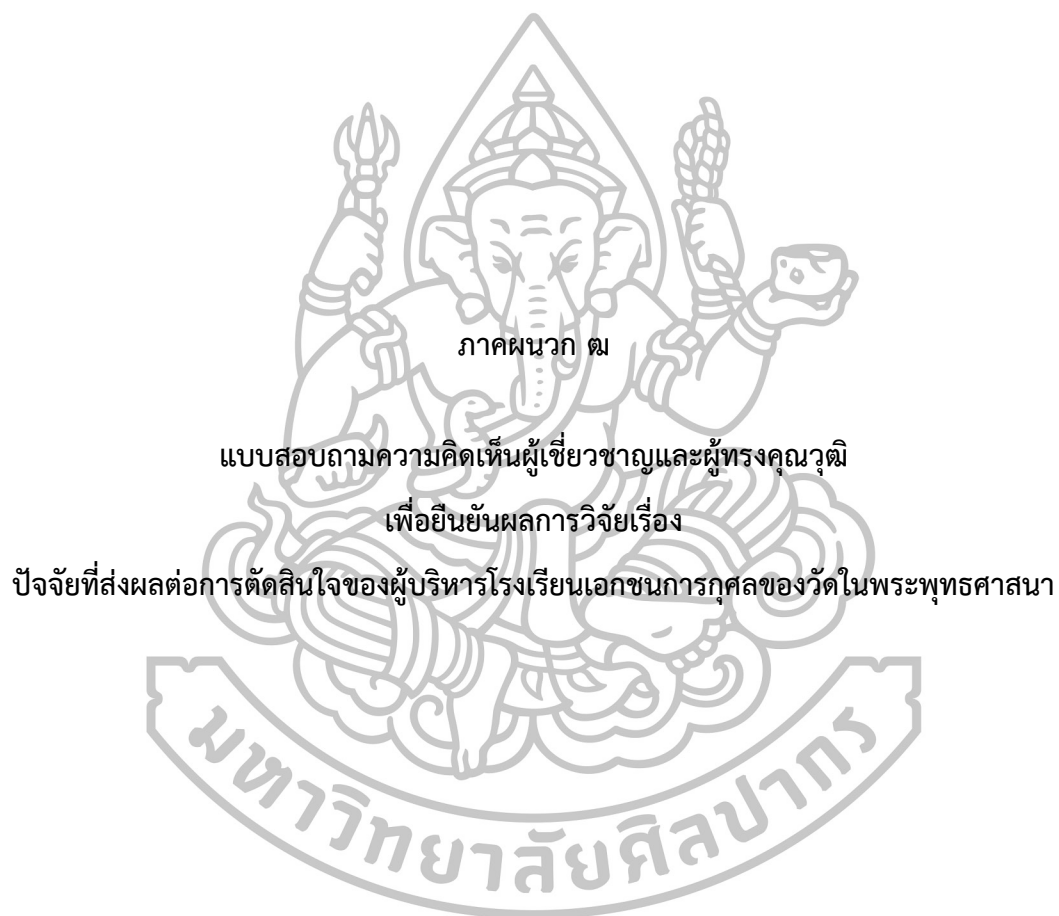 ภาคผนวก ฒ
แบบสอบถามความคิดเห็นผู้เชี่ยวชาญและผู้ทรงคุณวุฒิ
เพื่อยืนยันผลการวิจัยเรื่อง
ปัจจัยที่ส่งผลต่อการตัดสินใจของผู้บริหารโรงเรียนเอกชนการกุศลของวัดในพระพุทธศาสนา
มหาวิทยาลัยศิลปากร